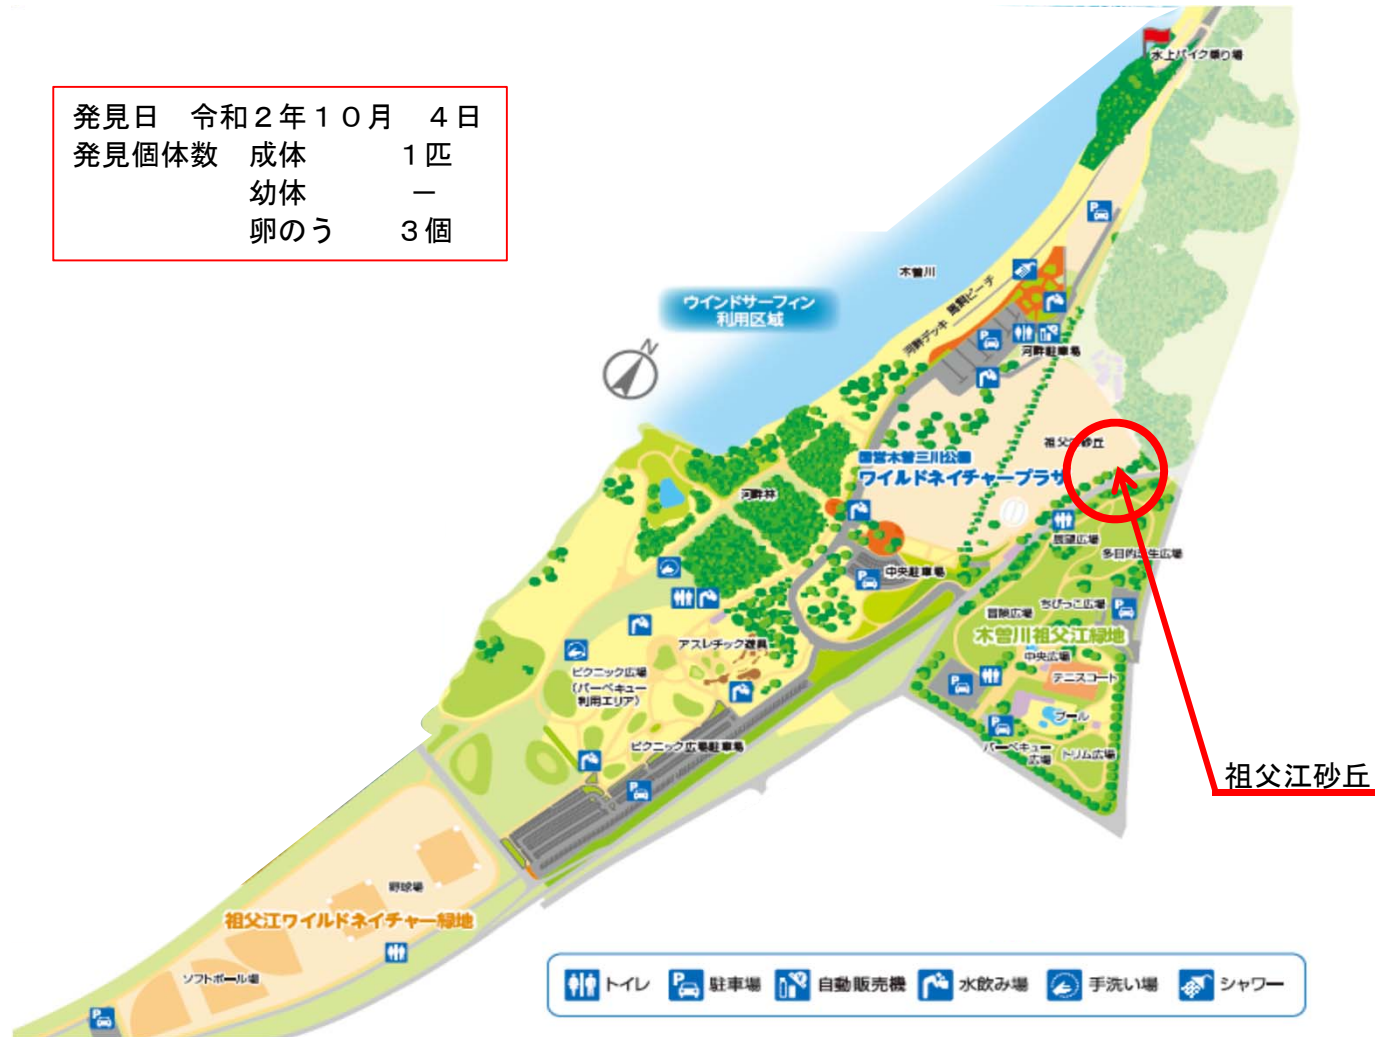 発見日　令和２年１０月　４日
発見個体数　成体　１匹
幼体　－
卵のう　３個
水上バイク乗り場
木曽川
ウインドサーフィン
利用区域
N
河畔デッキ 馬飼ビーチ
河畔駐車場
国営木曽三川公園
ワイルドネイチャープラザ
河畔林
展望広場
多目的芝生広場
中央駐車場
冒険広場
ちびっこ広場
木曽川祖父江緑地
中央広場
テニスコート
アスレチック遊具
ピクニック広場
(バーベキュー
利用エリア)
プール
バーベキュー
広場
トリム広場
ピクニック広場駐車場
祖父江砂丘
野球場
祖父江ワイルドネイチャー緑地
ソフトボール場
トイレ
駐車場
自動販売機
水飲み場
手洗い場
シャワー